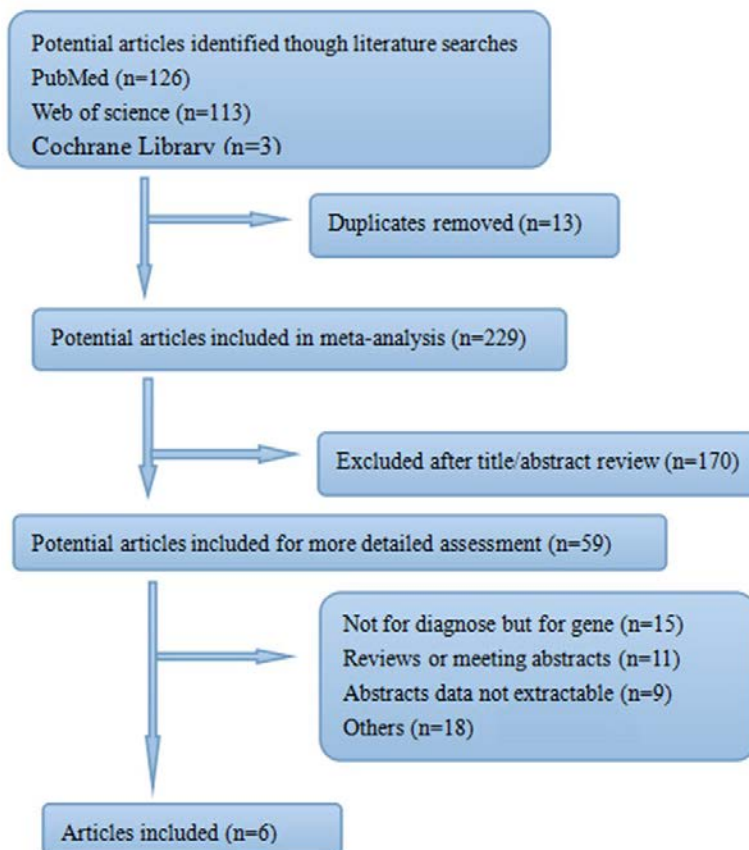 Potential articles identified though literature searches
PubMed (n=126)
Web of science (n=113)
Cochrane Library (n=3)
Duplicates removed (n=13)
Potential articles included in meta-analysis (n=229)
Excluded after title/abstract review (n=170)
Potential articles included for more detailed assessment (n=59)
Not for diagnose but for gene (n=15)
Reviews or meeting abstracts (n=11)
Abstracts data not extractable (n=9)
Others (n=18)
Articles included (n=6)